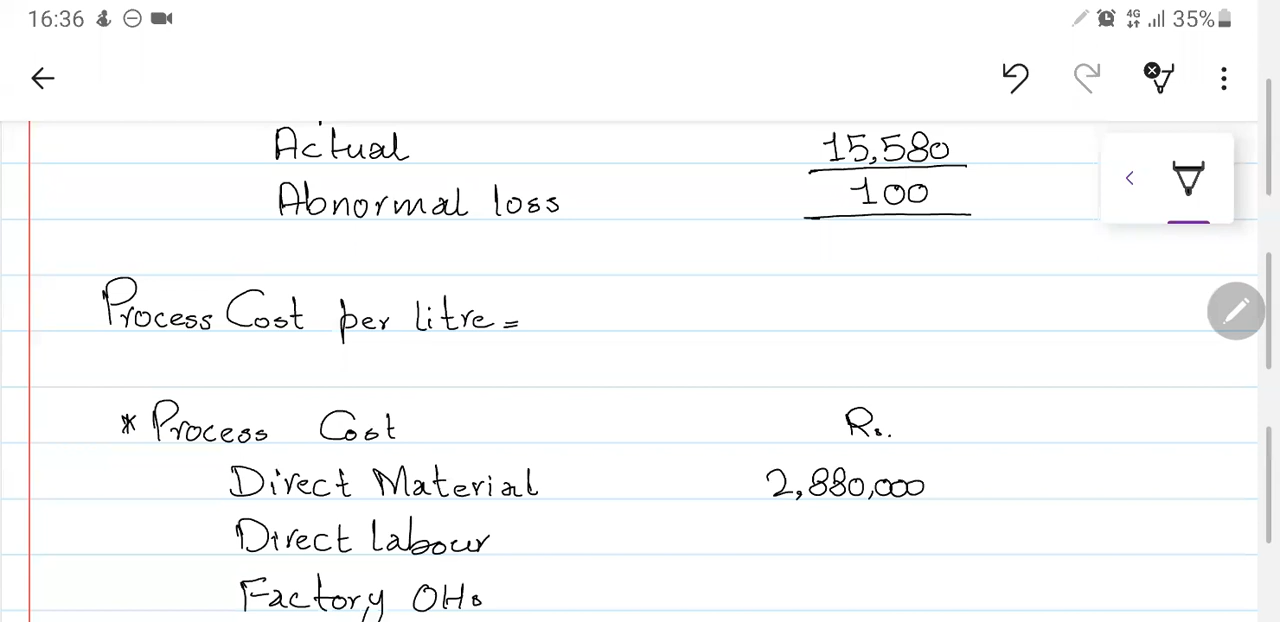 16:36 4G 35%
Actual 15,580
Abnormal loss 100
Process Cost per litre =
* Process Cost Rs.
Direct Material 2,880,000
Direct labour
Factory OHs